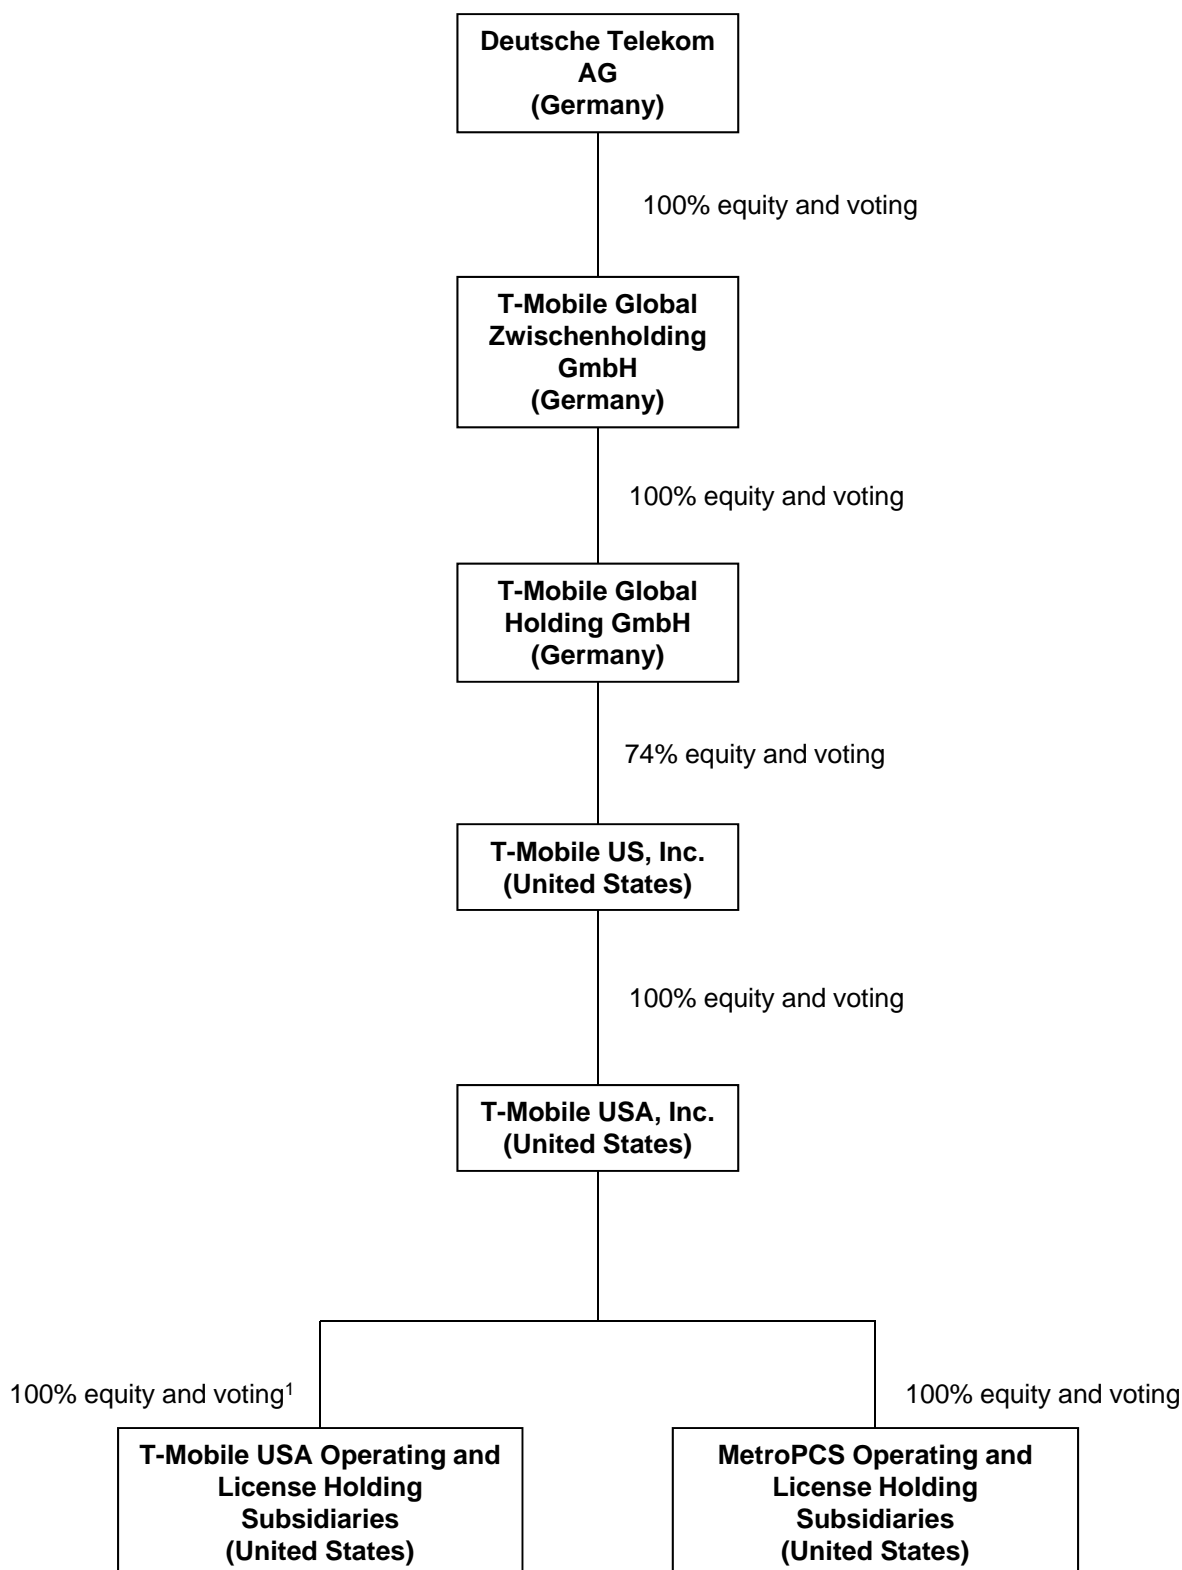 Deutsche Telekom
AG
(Germany)
100% equity and voting
T-Mobile Global
Zwischenholding
GmbH
(Germany)
100% equity and voting
T-Mobile Global
Holding GmbH
(Germany)
74% equity and voting
T-Mobile US, Inc.
(United States)
100% equity and voting
T-Mobile USA, Inc.
(United States)
100% equity and voting¹
100% equity and voting
T-Mobile USA Operating and
License Holding
Subsidiaries
(United States)
MetroPCS Operating and
License Holding
Subsidiaries
(United States)